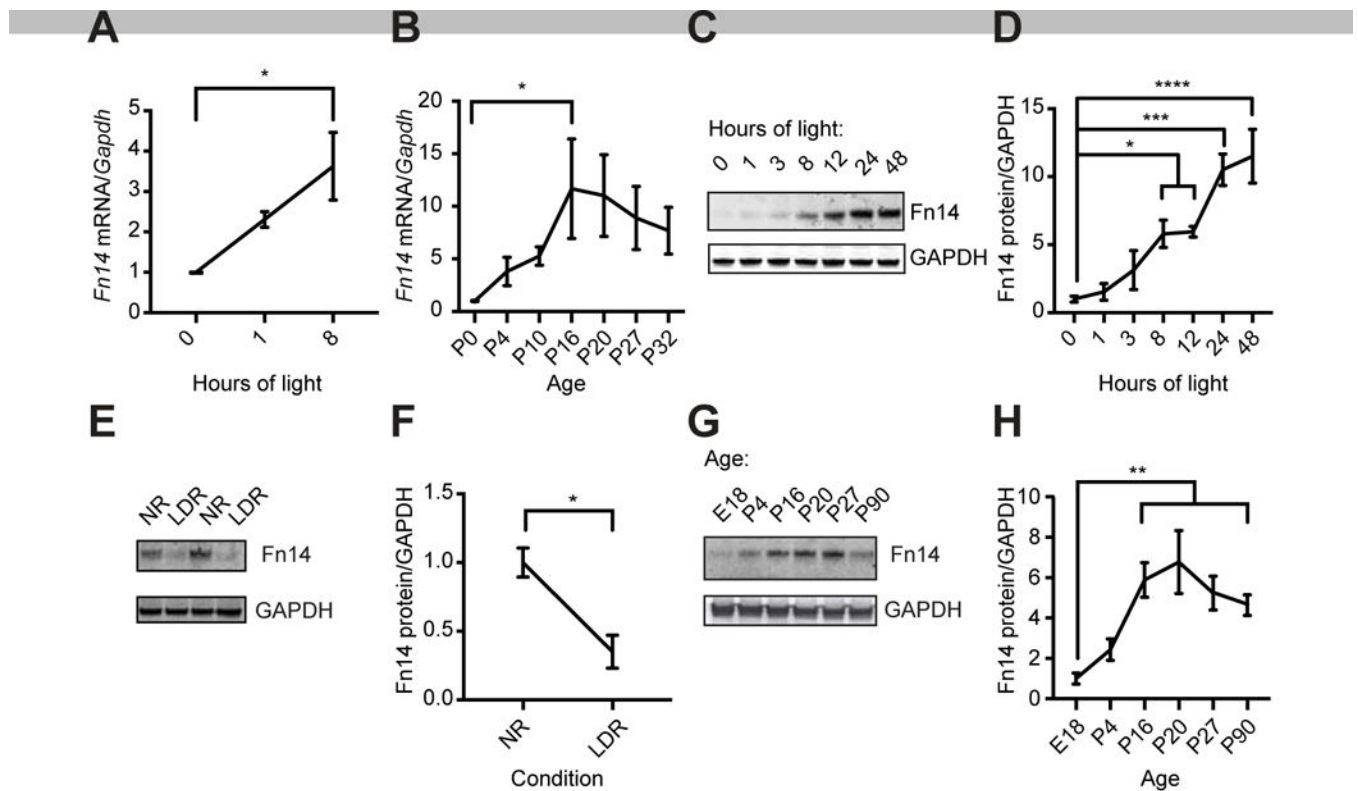 A
*
Fn14 mRNA/Gapdh
5
4
3
2
1
0
0
1
8
Hours of light
B
*
Fn14 mRNA/Gapdh
20
15
10
5
0
P0
P4
P10
P16
P20
P27
P32
Age
C
Hours of light:
0 1 3 8 12 24 48
Fn14
GAPDH
D
****
***
*
Fn14 protein/GAPDH
15
10
5
0
0
1
3
8
12
24
48
Hours of light
E
NR LDR NR LDR
Fn14
GAPDH
F
*
Fn14 protein/GAPDH
1.5
1.0
0.5
0.0
NR
LDR
Condition
G
Age:
E18 P4 P16 P20 P27 P90
Fn14
GAPDH
H
**
Fn14 protein/GAPDH
10
8
6
4
2
0
E18
P4
P16
P20
P27
P90
Age